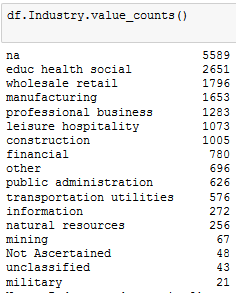 df.Industry.value_counts()
na 5589
educ health social 2651
wholesale retail 1796
manufacturing 1653
professional business 1283
leisure hospitality 1073
construction 1005
financial 780
other 696
public administration 626
transportation utilities 576
information 272
natural resources 256
mining 67
Not Ascertained 48
unclassified 43
military 21